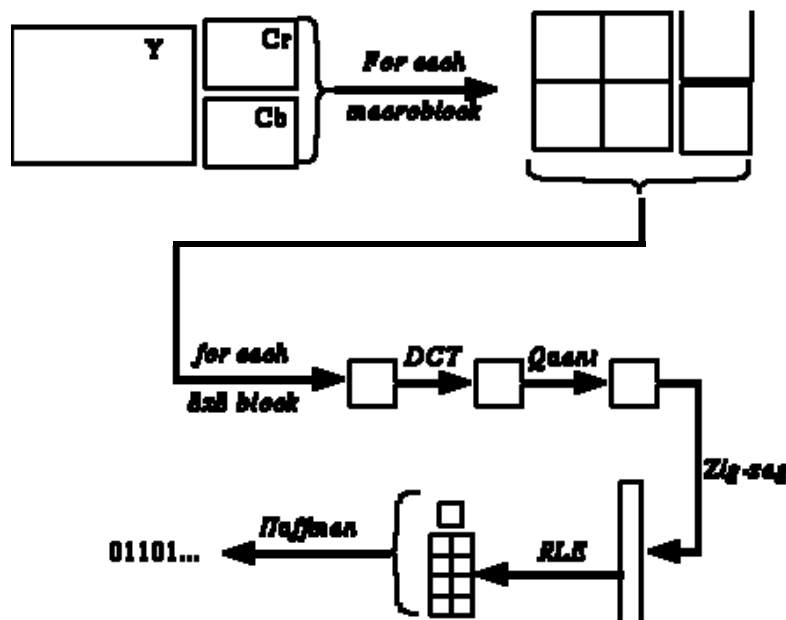 Y
Cr
Cb
For each
macroblock
for each
8x8 block
DCT
Quant
Zig-zag
RLE
Huffman
01101...